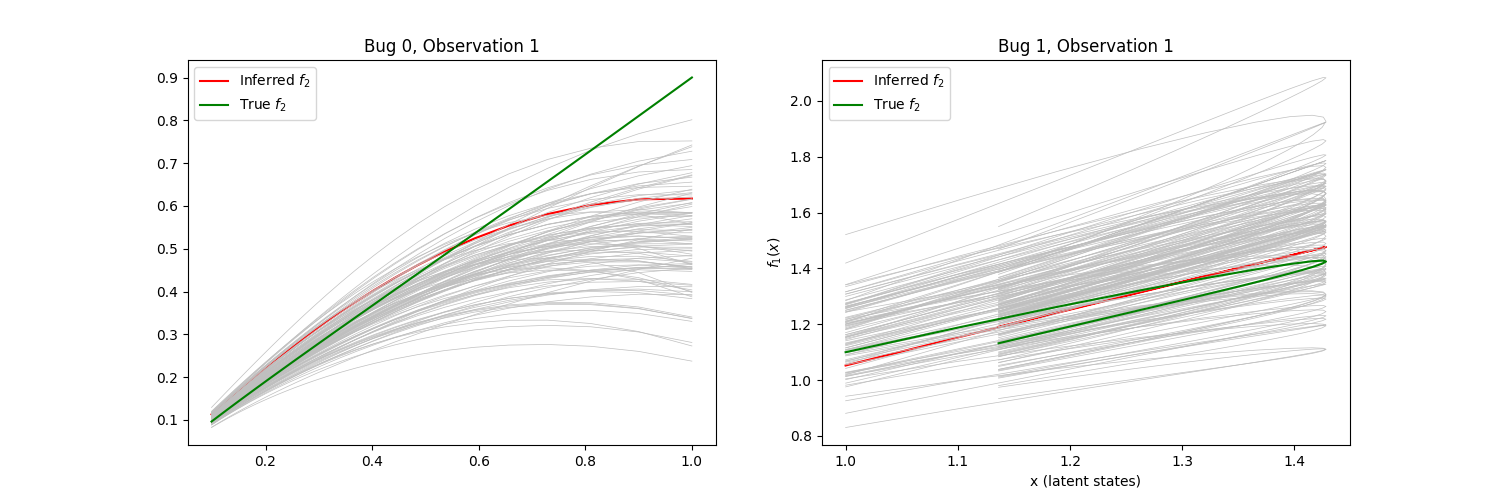 Bug 0, Observation 1
Inferred f₂
True f₂
0.9
0.8
0.7
0.6
0.5
0.4
0.3
0.2
0.1
0.2 0.4 0.6 0.8 1.0
Bug 1, Observation 1
Inferred f₂
True f₂
f₁(x)
2.0
1.8
1.6
1.4
1.2
1.0
0.8
1.0 1.1 1.2 1.3 1.4
x (latent states)